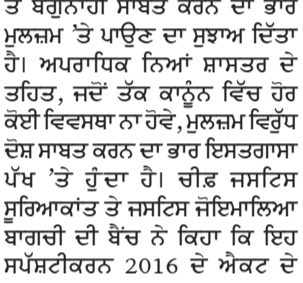 ਤੇ ਬੇਗੁਨਾਹੀ ਸਾਬਤ ਕਰਨ ਦਾ ਭਾਰ
ਮੁਲਜ਼ਮ ’ਤੇ ਪਾਉਣ ਦਾ ਸੁਝਾਅ ਦਿੱਤਾ
ਹੈ। ਅਪਰਾਧਿਕ ਨਿਆਂ ਸ਼ਾਸਤਰ ਦੇ
ਤਹਿਤ, ਜਦੋਂ ਤੱਕ ਕਾਨੂੰਨ ਵਿੱਚ ਹੋਰ
ਕੋਈ ਵਿਵਸਥਾ ਨਾ ਹੋਵੇ, ਮੁਲਜ਼ਮ ਵਿਰੁੱਧ
ਦੋਸ਼ ਸਾਬਤ ਕਰਨ ਦਾ ਭਾਰ ਇਸਤਗਾਸਾ
ਪੱਖ ’ਤੇ ਹੁੰਦਾ ਹੈ। ਚੀਫ਼ ਜਸਟਿਸ
ਸੂਰਿਆਕਾਂਤ ਤੇ ਜਸਟਿਸ ਜੋਇਮਾਲਿਆ
ਬਾਗਚੀ ਦੀ ਬੈਂਚ ਨੇ ਕਿਹਾ ਕਿ ਇਹ
ਸਪੱਸ਼ਟੀਕਰਨ 2016 ਦੇ ਐਕਟ ਦੇ